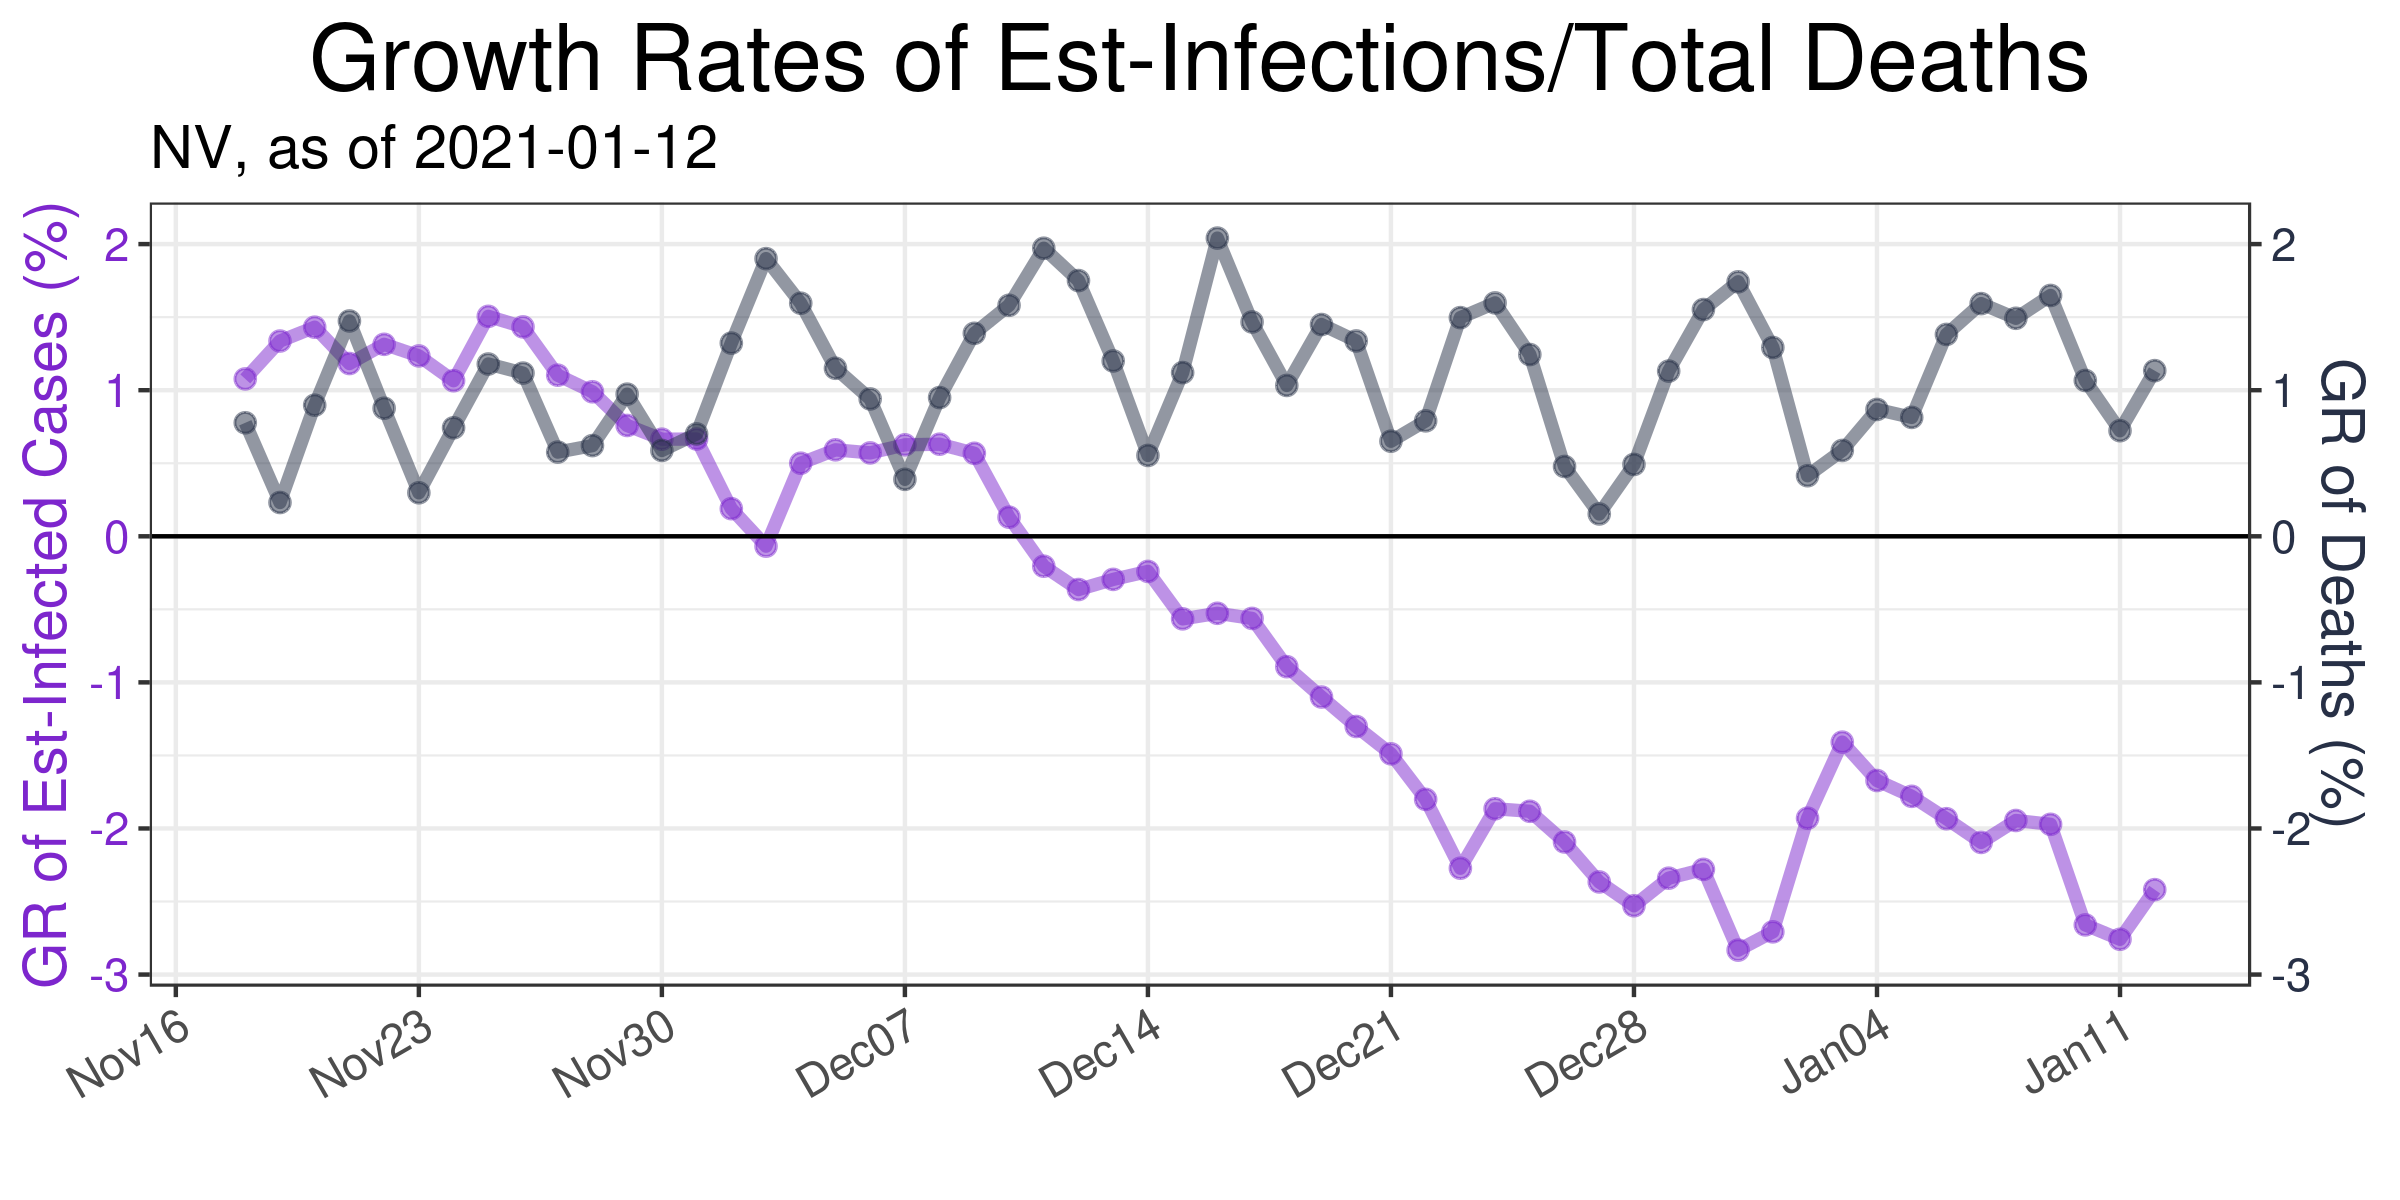 Growth Rates of Est-Infections/Total Deaths
NV, as of 2021-01-12
GR of Est-Infected Cases (%)
2
1
0
-1
-2
-3
2
1
0
-1
-2
-3
GR of Deaths (%)
Nov16
Nov23
Nov30
Dec07
Dec14
Dec21
Dec28
Jan04
Jan11